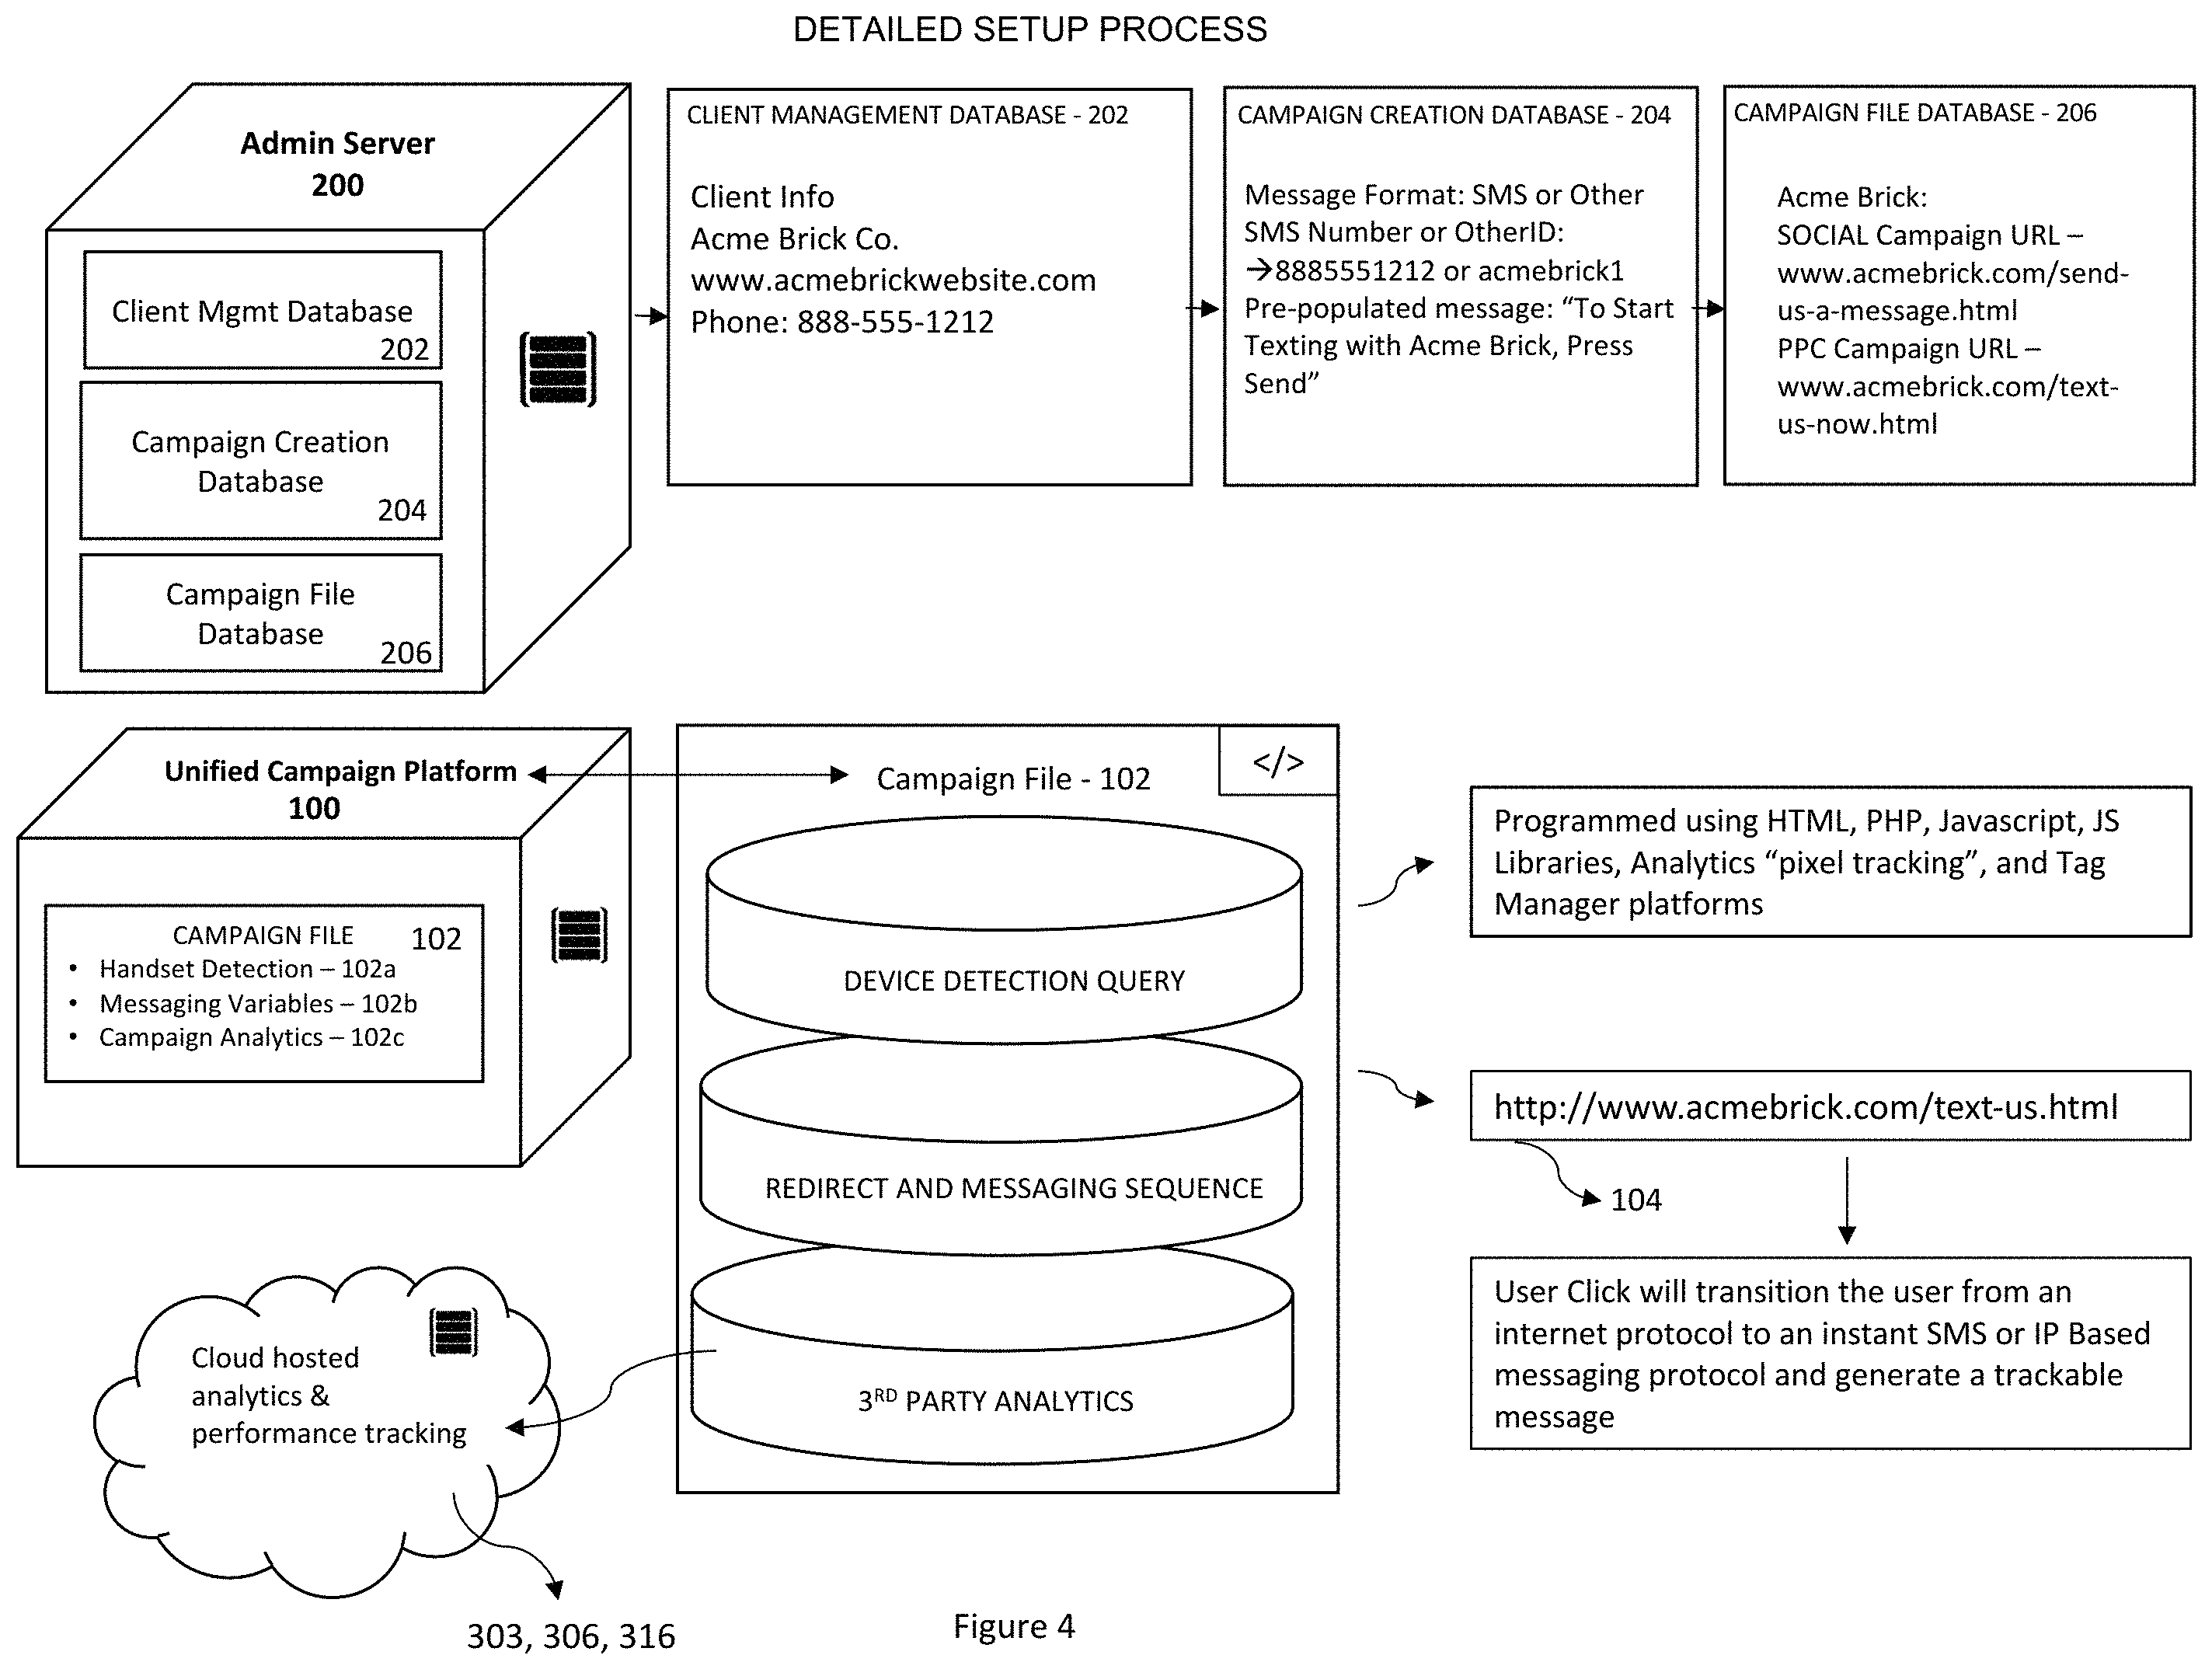 DETAILED SETUP PROCESS
Admin Server
200
Client Mgmt Database
202
Campaign Creation
Database
204
Campaign File
Database
206
CLIENT MANAGEMENT DATABASE - 202
Client Info
Acme Brick Co.
www.acmebrickwebsite.com
Phone: 888-555-1212
CAMPAIGN CREATION DATABASE - 204
Message Format: SMS or Other
SMS Number or OtherID:
→8885551212 or acmebrick1
Pre-populated message: “To Start
Texting with Acme Brick, Press
Send”
CAMPAIGN FILE DATABASE - 206
Acme Brick:
SOCIAL Campaign URL –
www.acmebrick.com/send-
us-a-message.html
PPC Campaign URL –
www.acmebrick.com/text-
us-now.html
Unified Campaign Platform
100
CAMPAIGN FILE 102
• Handset Detection – 102a
• Messaging Variables – 102b
• Campaign Analytics – 102c
Campaign File - 102
</>
DEVICE DETECTION QUERY
REDIRECT AND MESSAGING SEQUENCE
3RD PARTY ANALYTICS
Programmed using HTML, PHP, Javascript, JS
Libraries, Analytics “pixel tracking”, and Tag
Manager platforms
http://www.acmebrick.com/text-us.html
104
User Click will transition the user from an
internet protocol to an instant SMS or IP Based
messaging protocol and generate a trackable
message
Cloud hosted
analytics &
performance tracking
303, 306, 316
Figure 4